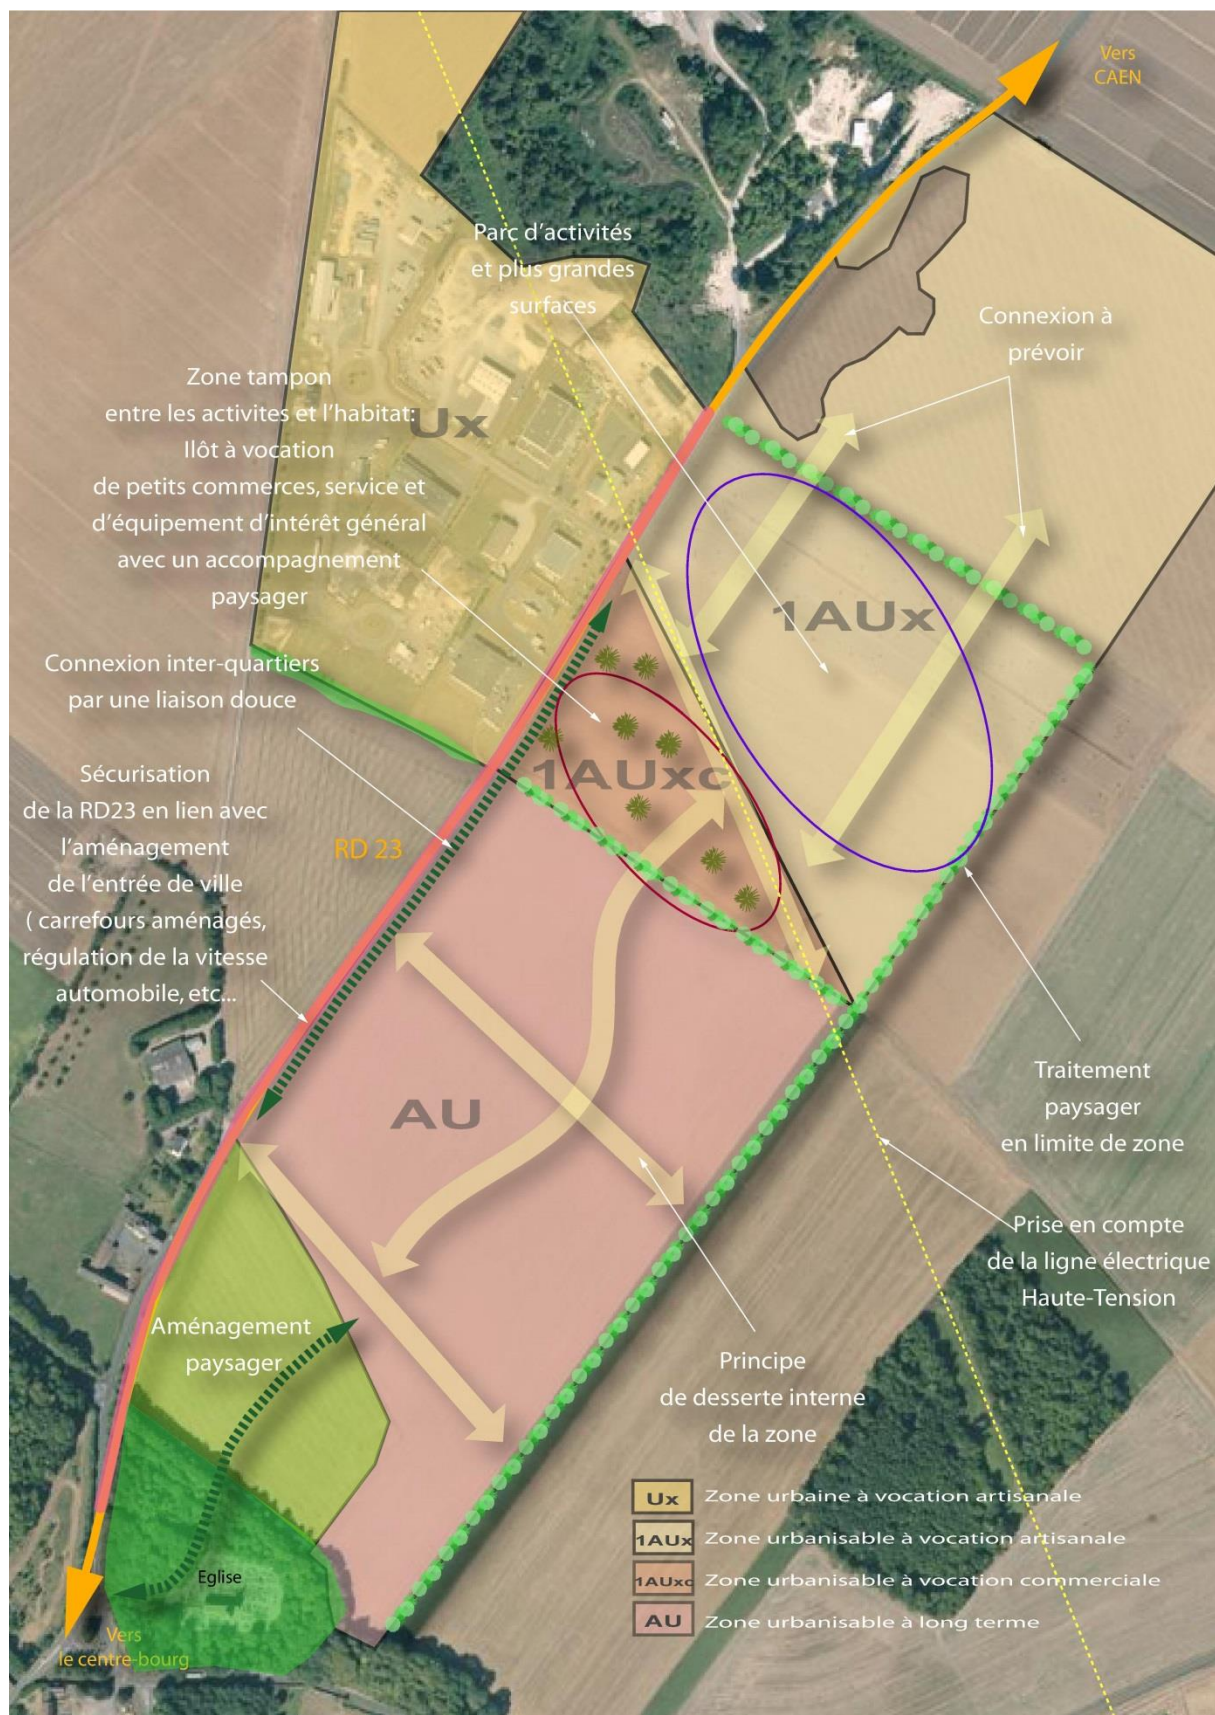 Vers
CAEN
Parc d'activités
et plus grandes
surfaces
Connexion à
prévoir
Zone tampon
entre les activites et l'habitat:
Ilôt à vocation
de petits commerces, service et
d'équipement d'intérêt général
avec un accompagnement
paysager
Ux
1AUx
Connexion inter-quartiers
par une liaison douce
1AUxc
Sécurisation
de la RD23 en lien avec
l'aménagement
de l'entrée de ville
( carrefours aménagés,
régulation de la vitesse
automobile, etc...
RD 23
AU
Traitement
paysager
en limite de zone
Prise en compte
de la ligne électrique
Haute-Tension
Aménagement
paysager
Principe
de desserte interne
de la zone
Eglise
Vers
le centre-bourg
Ux Zone urbaine à vocation artisanale
1AUx Zone urbanisable à vocation artisanale
1AUxc Zone urbanisable à vocation commerciale
AU Zone urbanisable à long terme